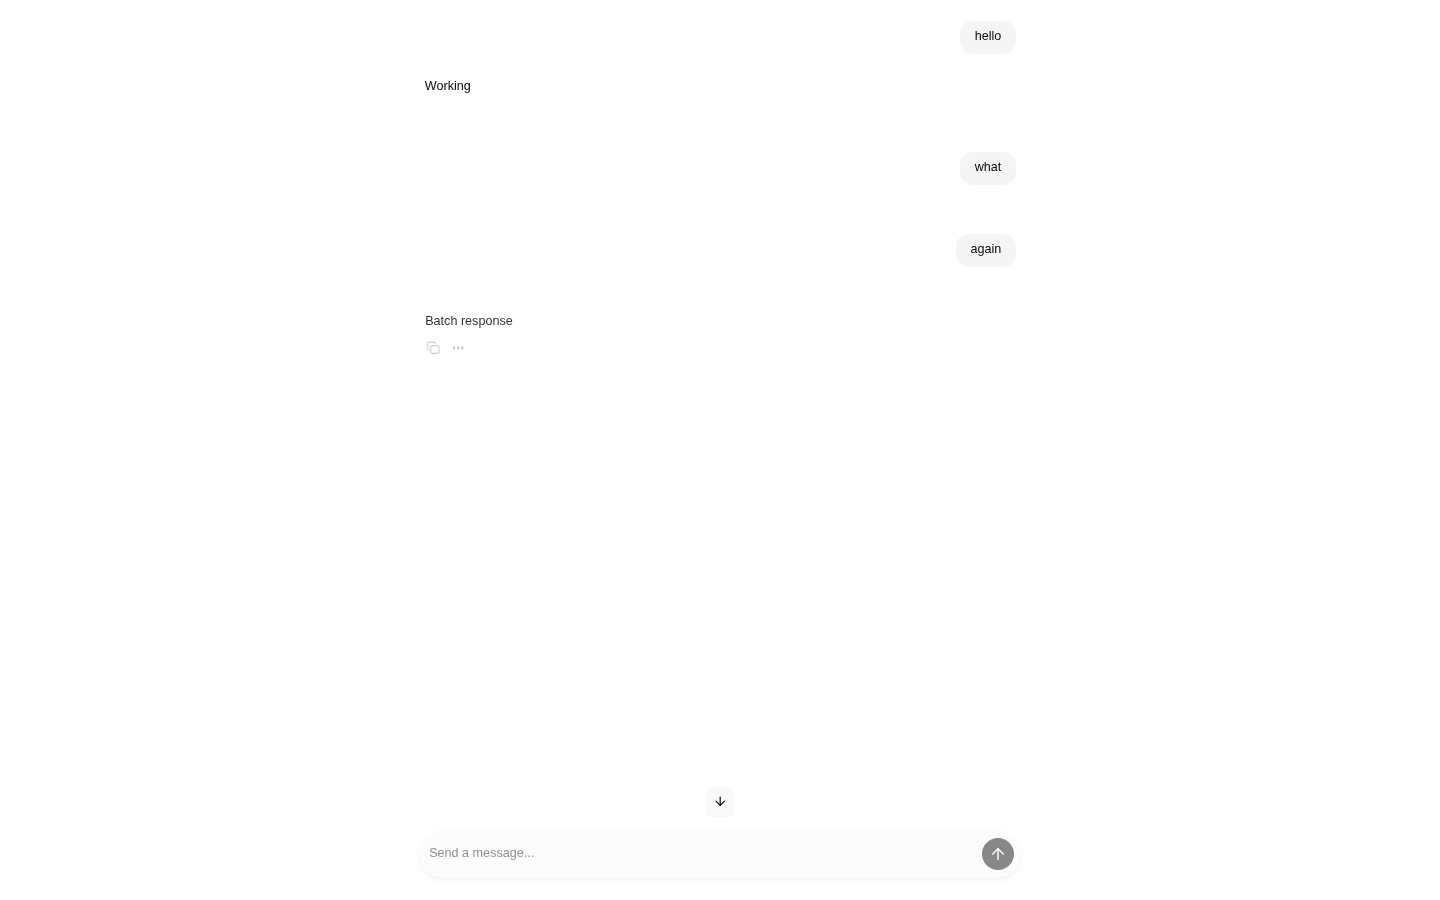 hello
Working
what
again
Batch response
Send a message...